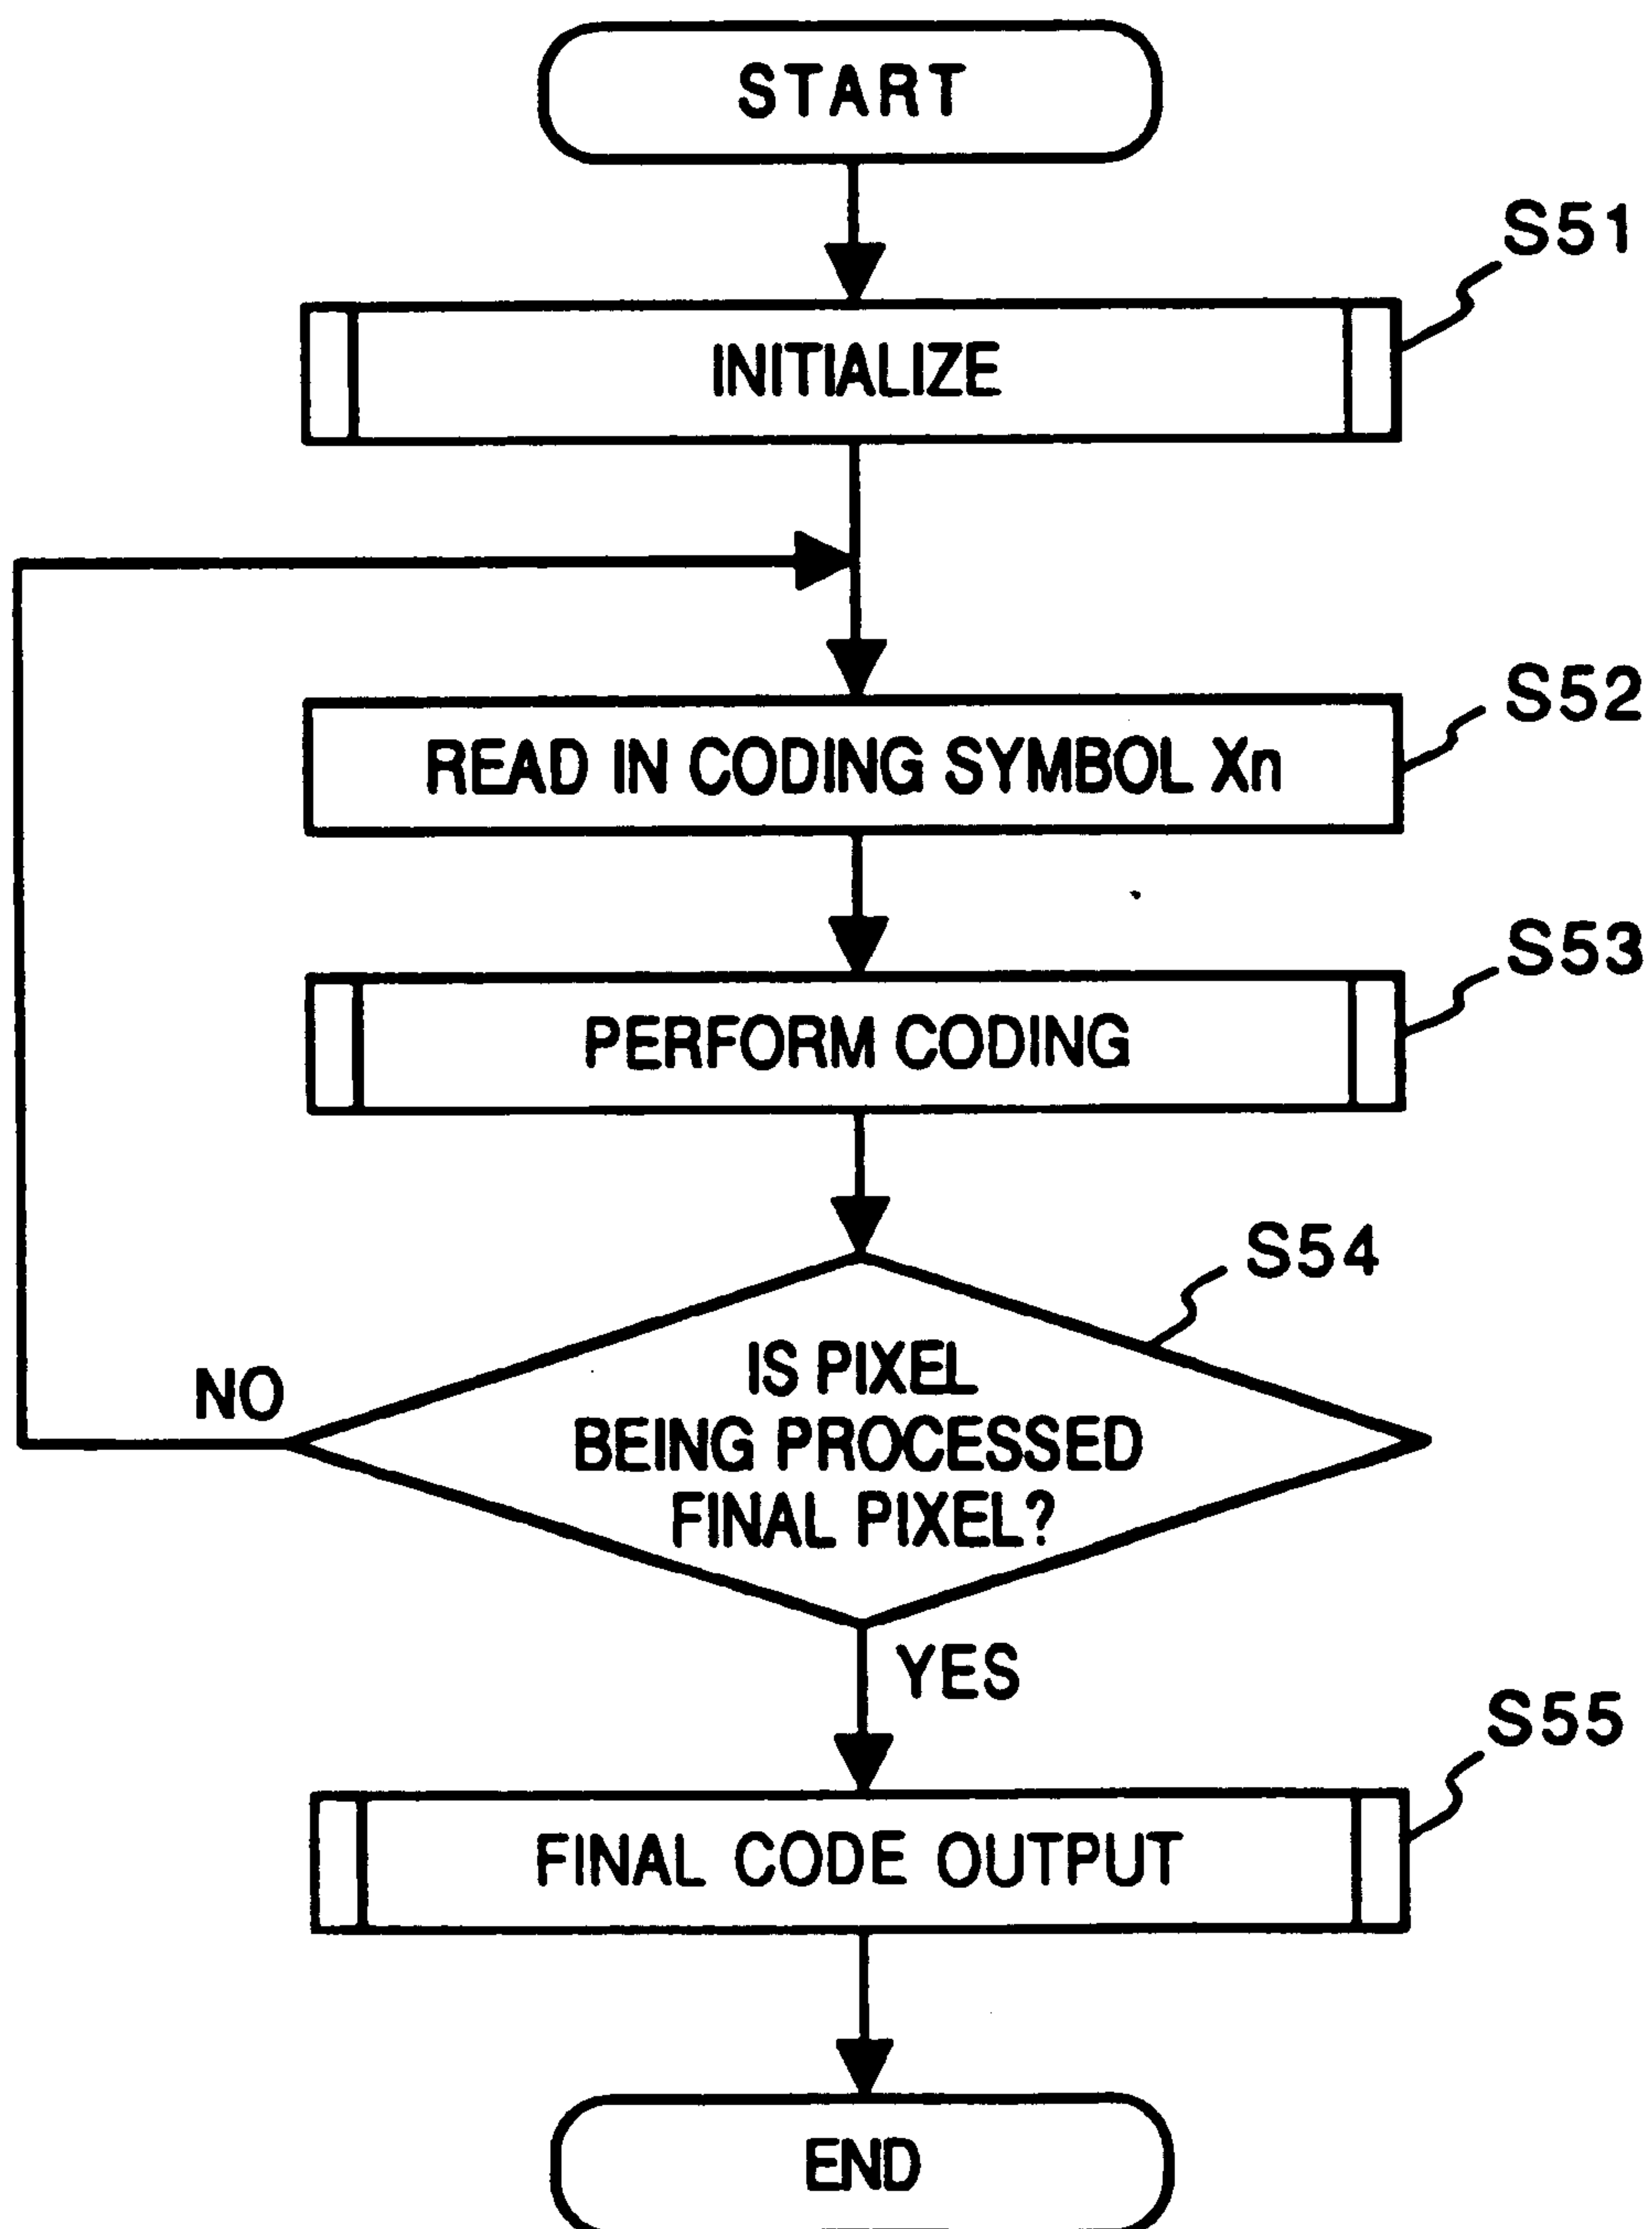 START
S51
INITIALIZE
S52
READ IN CODING SYMBOL Xn
S53
PERFORM CODING
S54
IS PIXEL
BEING PROCESSED
FINAL PIXEL?
NO
YES
S55
FINAL CODE OUTPUT
END